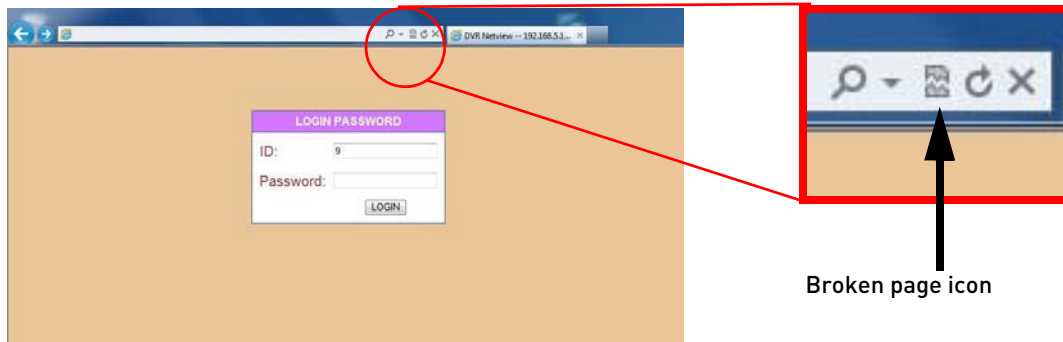 DVR Netview -- 192.168.5.1...
LOGIN PASSWORD
ID: 9
Password:
LOGIN
Broken page icon